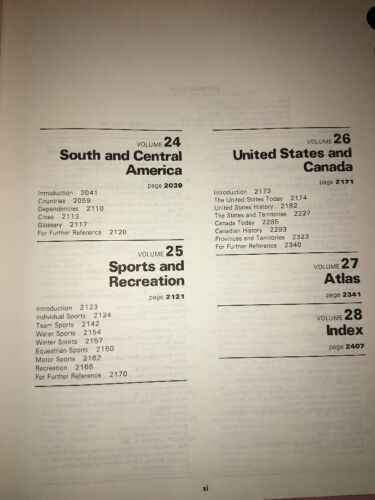 VOLUME 24
South and Central
America
page 2039
Introduction 2041
Countries 2059
Dependencies 2110
Cities 2113
Glossary 2117
For Further Reference 2120
VOLUME 25
Sports and
Recreation
page 2121
Introduction 2123
Individual Sports 2124
Team Sports 2142
Water Sports 2154
Winter Sports 2157
Equestrian Sports 2160
Motor Sports 2162
Recreation 2166
For Further Reference 2170
VOLUME 26
United States and
Canada
page 2171
Introduction 2173
The United States Today 2174
United States History 2182
The States and Territories 2227
Canada Today 2285
Canadian History 2293
Provinces and Territories 2323
For Further Reference 2340
VOLUME 27
Atlas
page 2341
VOLUME 28
Index
page 2407
xi